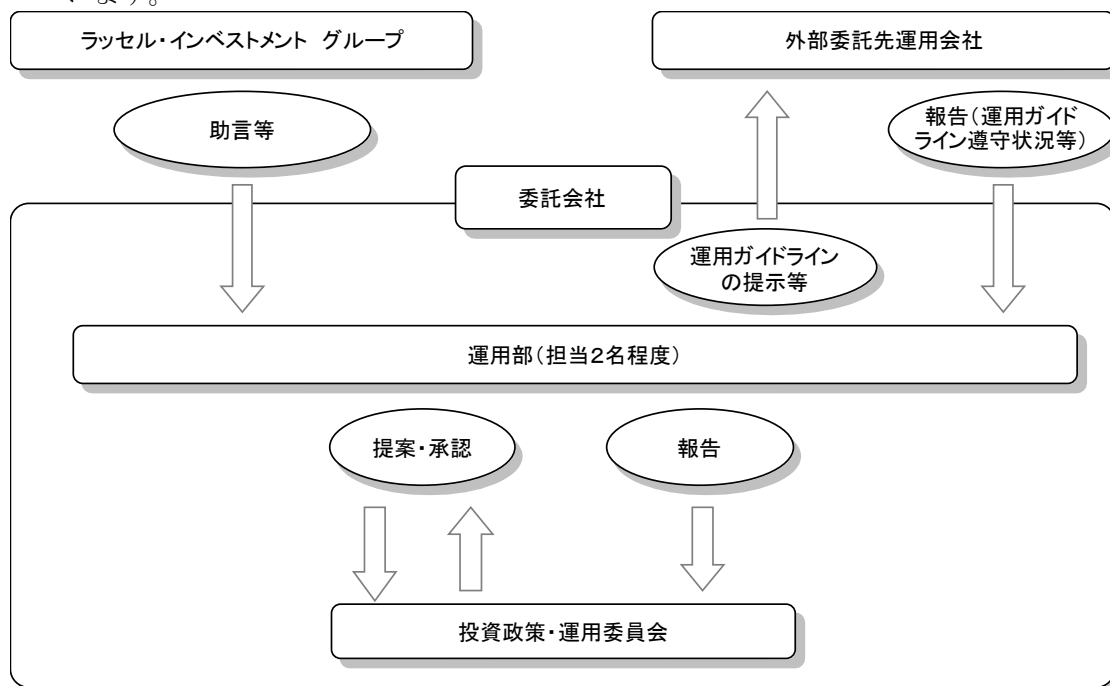 います。
ラッセル・インベストメント グループ
外部委託先運用会社
助言等
報告(運用ガイド
ライン遵守状況等)
委託会社
運用ガイドライン
の提示等
運用部(担当2名程度)
提案・承認
報告
投資政策・運用委員会